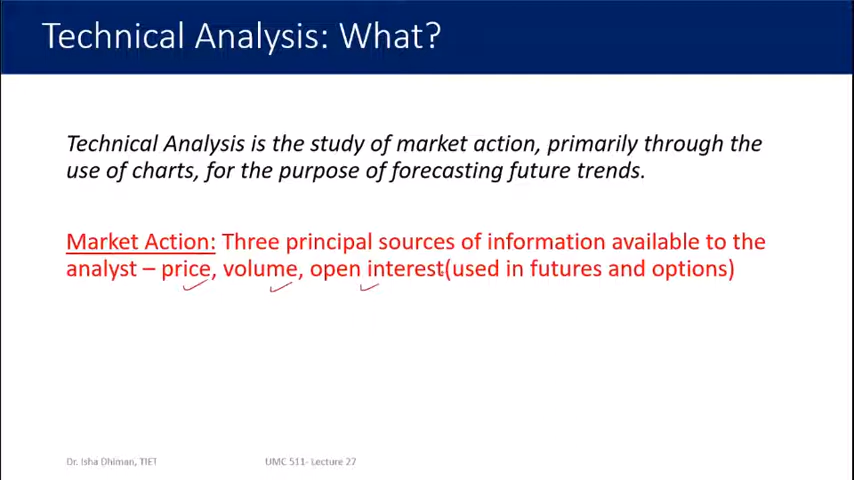 Technical Analysis: What?
Technical Analysis is the study of market action, primarily through the
use of charts, for the purpose of forecasting future trends.
Market Action: Three principal sources of information available to the
analyst – price, volume, open interest(used in futures and options)
Dr. Isha Dhiman, TIET UMC 511- Lecture 27